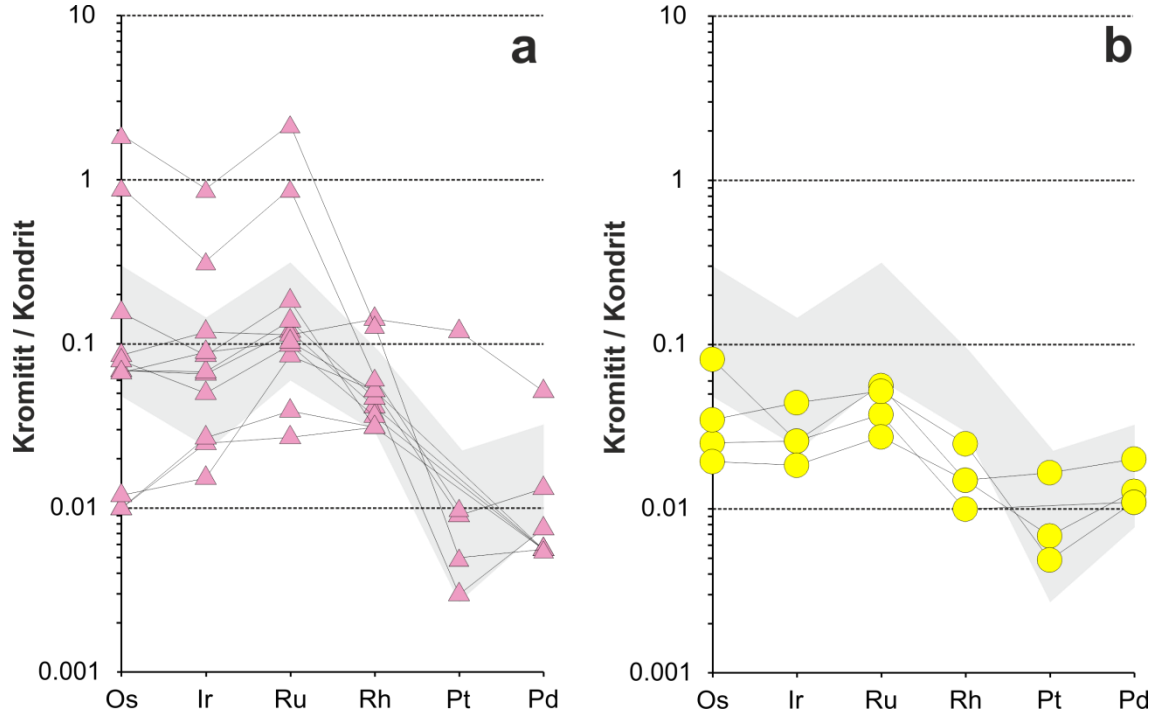 a
Kromitit / Kondrit
10
1
0.1
0.01
0.001
Os Ir Ru Rh Pt Pd
b
Kromitit / Kondrit
10
1
0.1
0.01
0.001
Os Ir Ru Rh Pt Pd